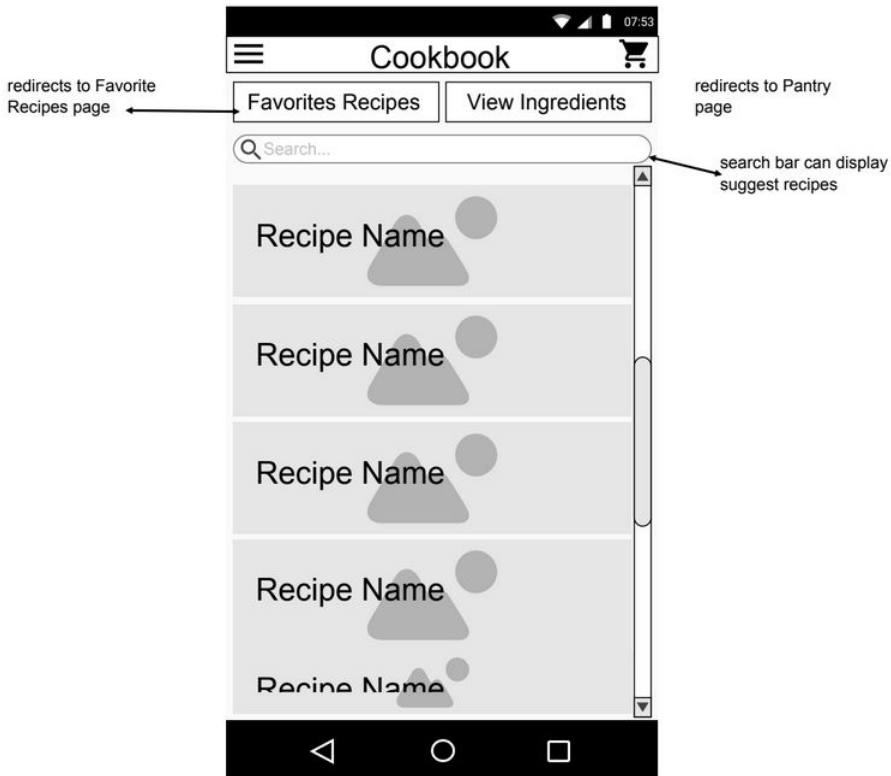 07:53
Cookbook
redirects to Favorite
Recipes page
Favorites Recipes
View Ingredients
redirects to Pantry
page
Search...
search bar can display
suggest recipes
Recipe Name
Recipe Name
Recipe Name
Recipe Name
Recipe Name